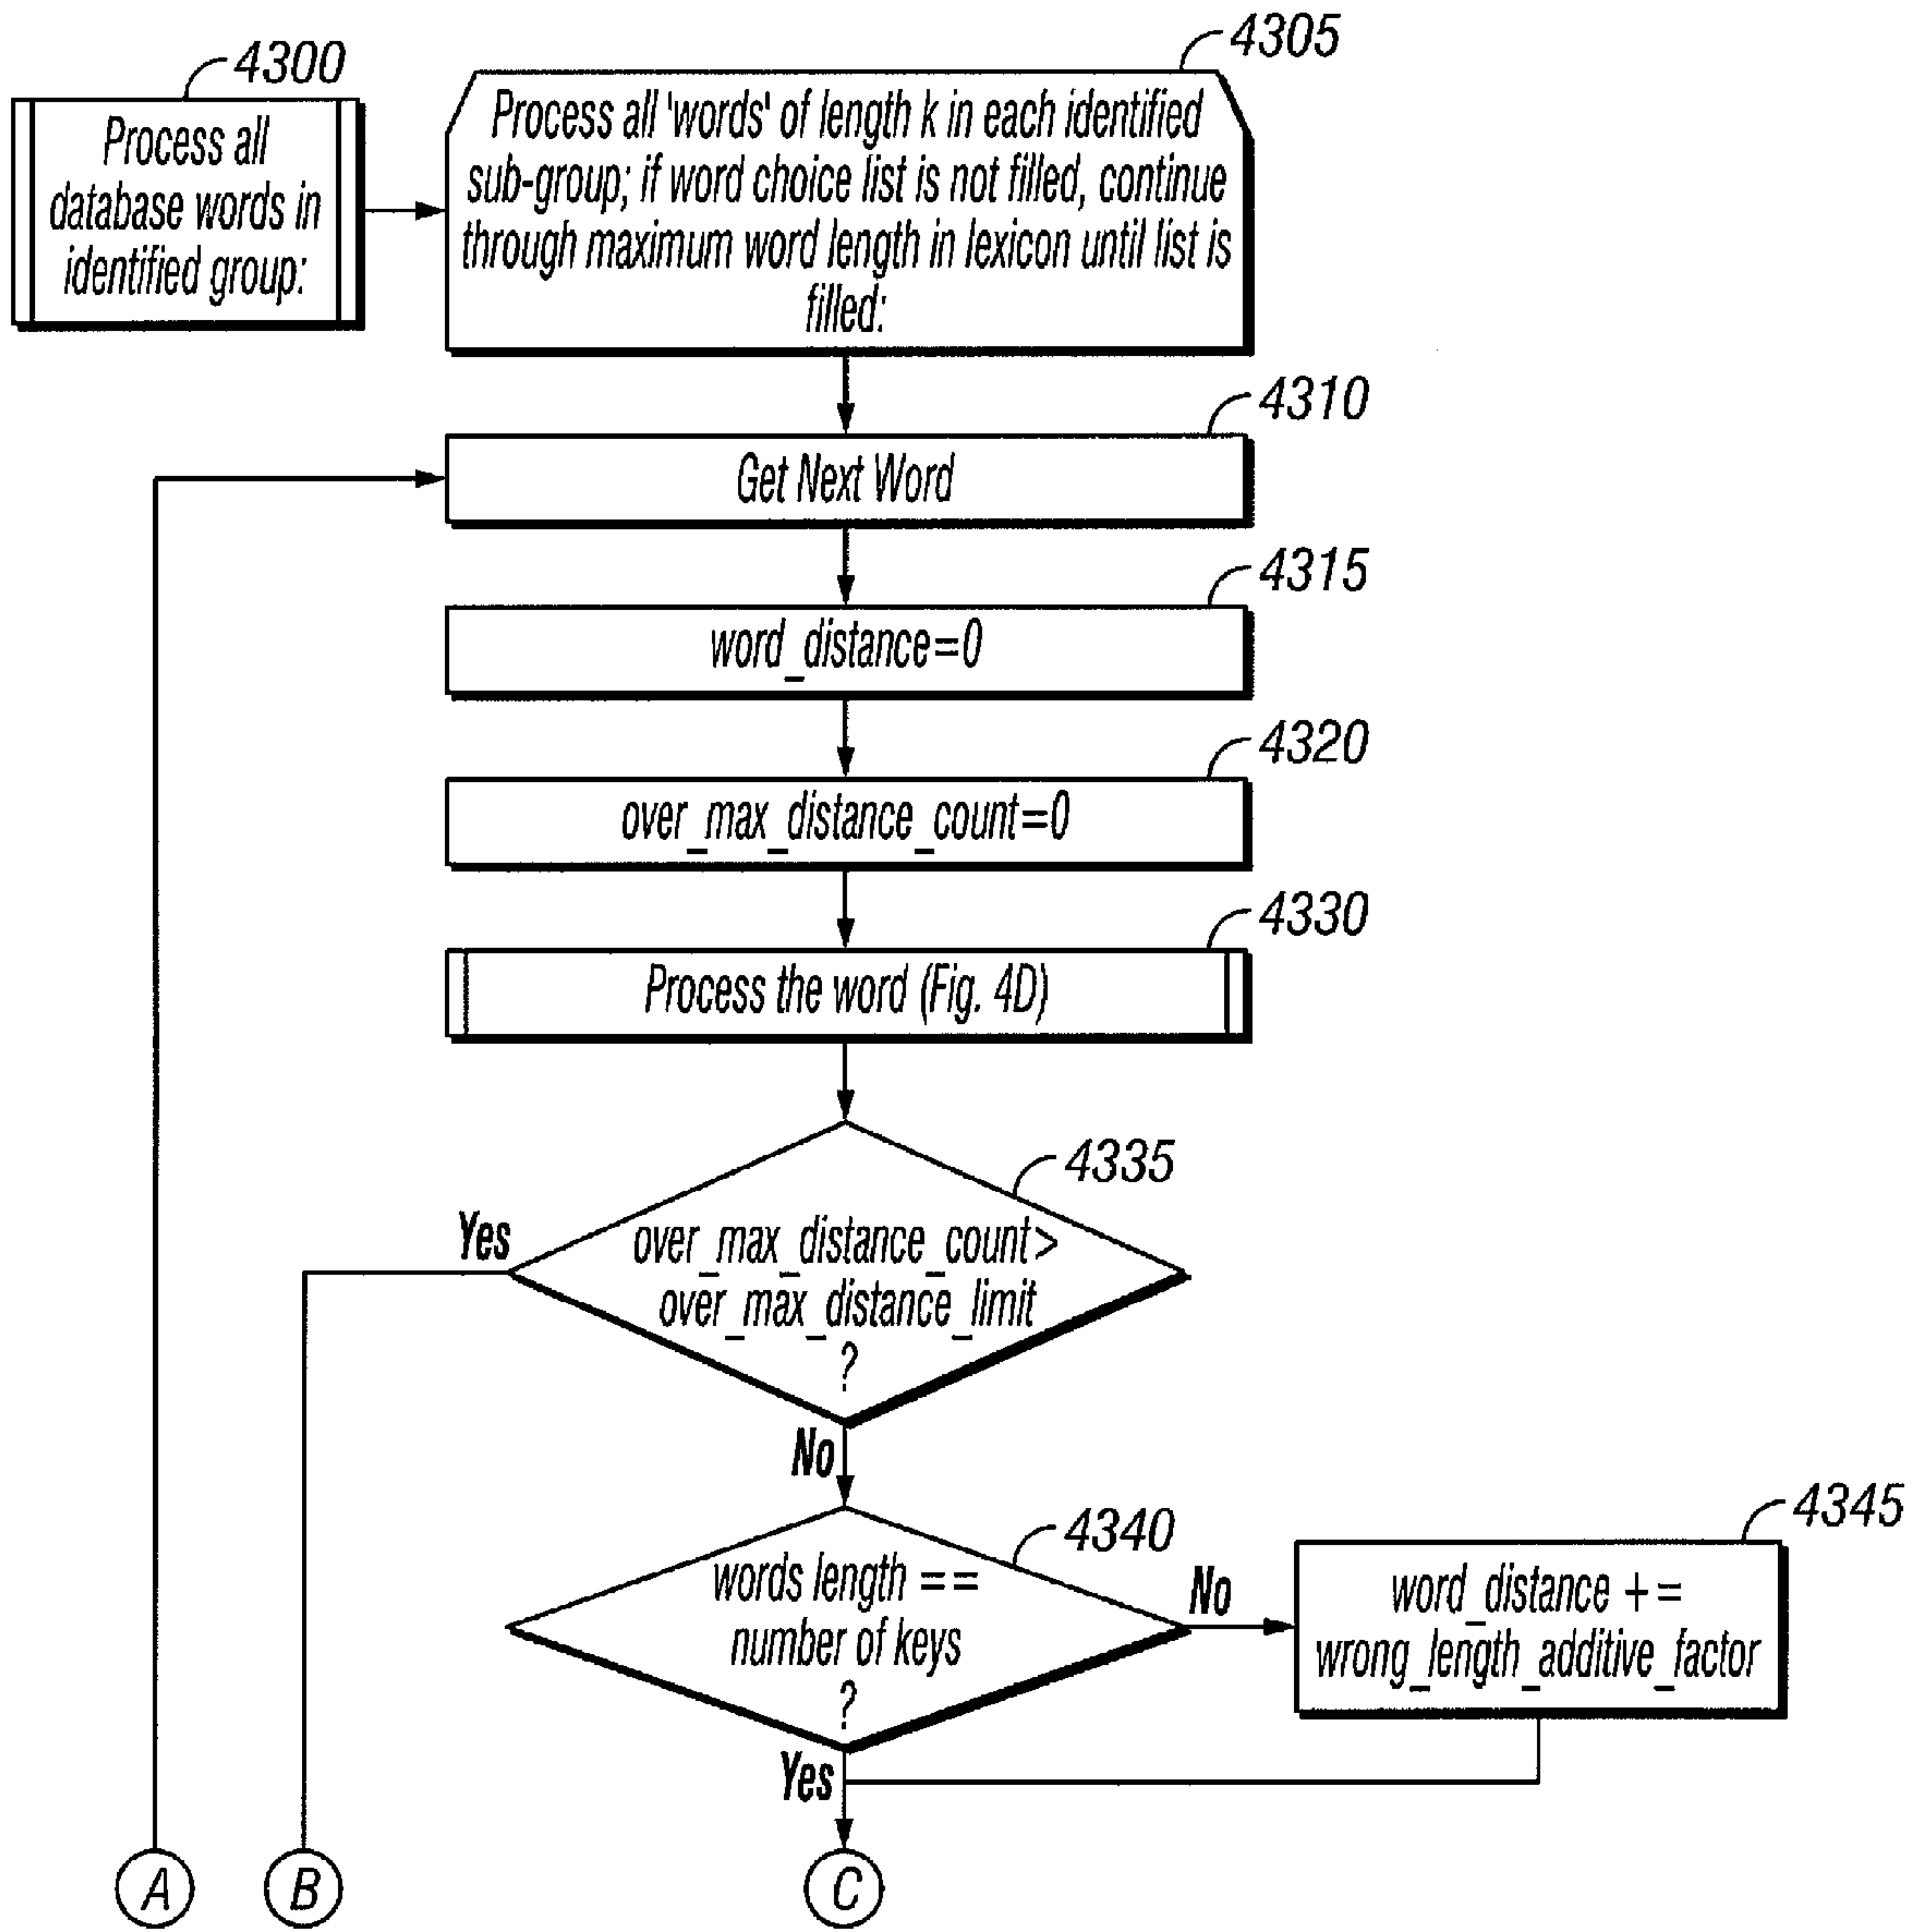 4300
Process all
database words in
identified group:
4305
Process all 'words' of length k in each identified
sub-group; if word choice list is not filled, continue
through maximum word length in lexicon until list is
filled:
4310
Get Next Word
4315
word_distance=0
4320
over_max_distance_count=0
4330
Process the word (Fig. 4D)
4335
Yes
over_max_distance_count>
over_max_distance_limit
?
No
4340
words length ==
number of keys
?
No
4345
word_distance +=
wrong_length_additive_factor
Yes
A
B
C